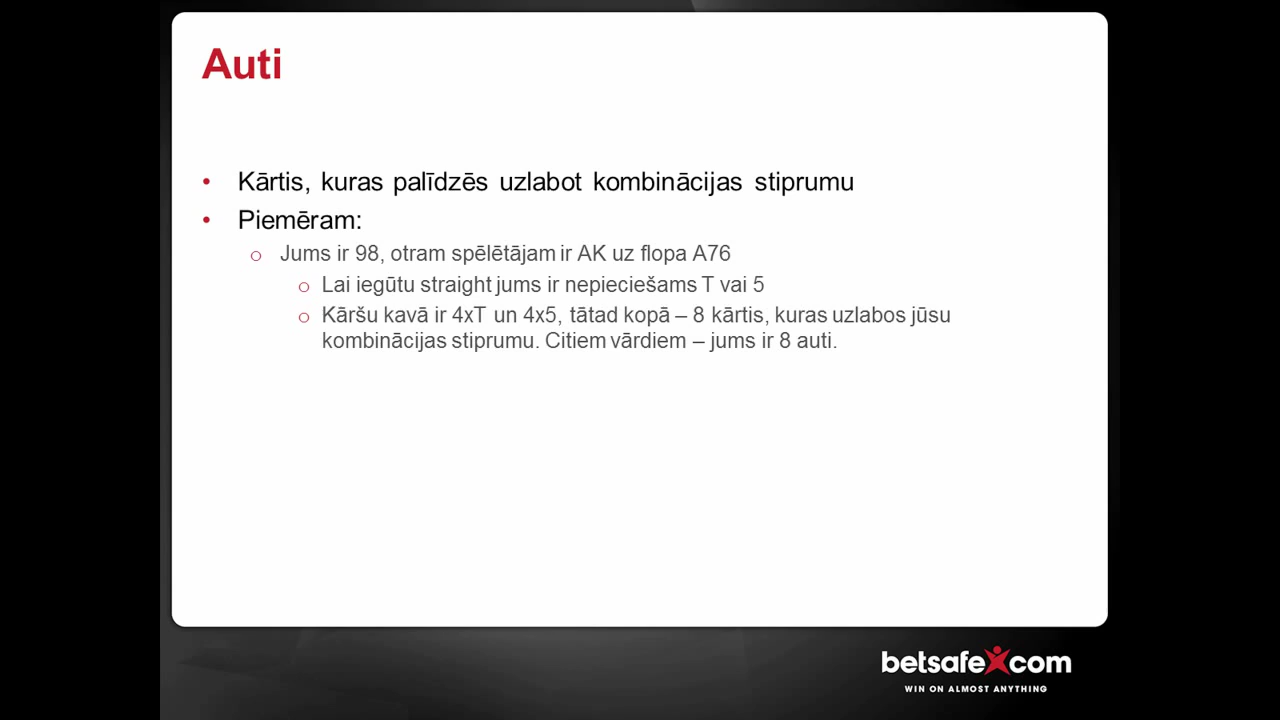 Auti
• Kārtis, kuras palīdzēs uzlabot kombinācijas stiprumu
• Piemēram:
o Jums ir 98, otram spēlētājam ir AK uz flopa A76
o Lai iegūtu straight jums ir nepieciešams T vai 5
o Kāršu kavā ir 4xT un 4x5, tātad kopā – 8 kārtis, kuras uzlabos jūsu
kombinācijas stiprumu. Citiem vārdiem – jums ir 8 auti.
betsafe com
WIN ON ALMOST ANYTHING